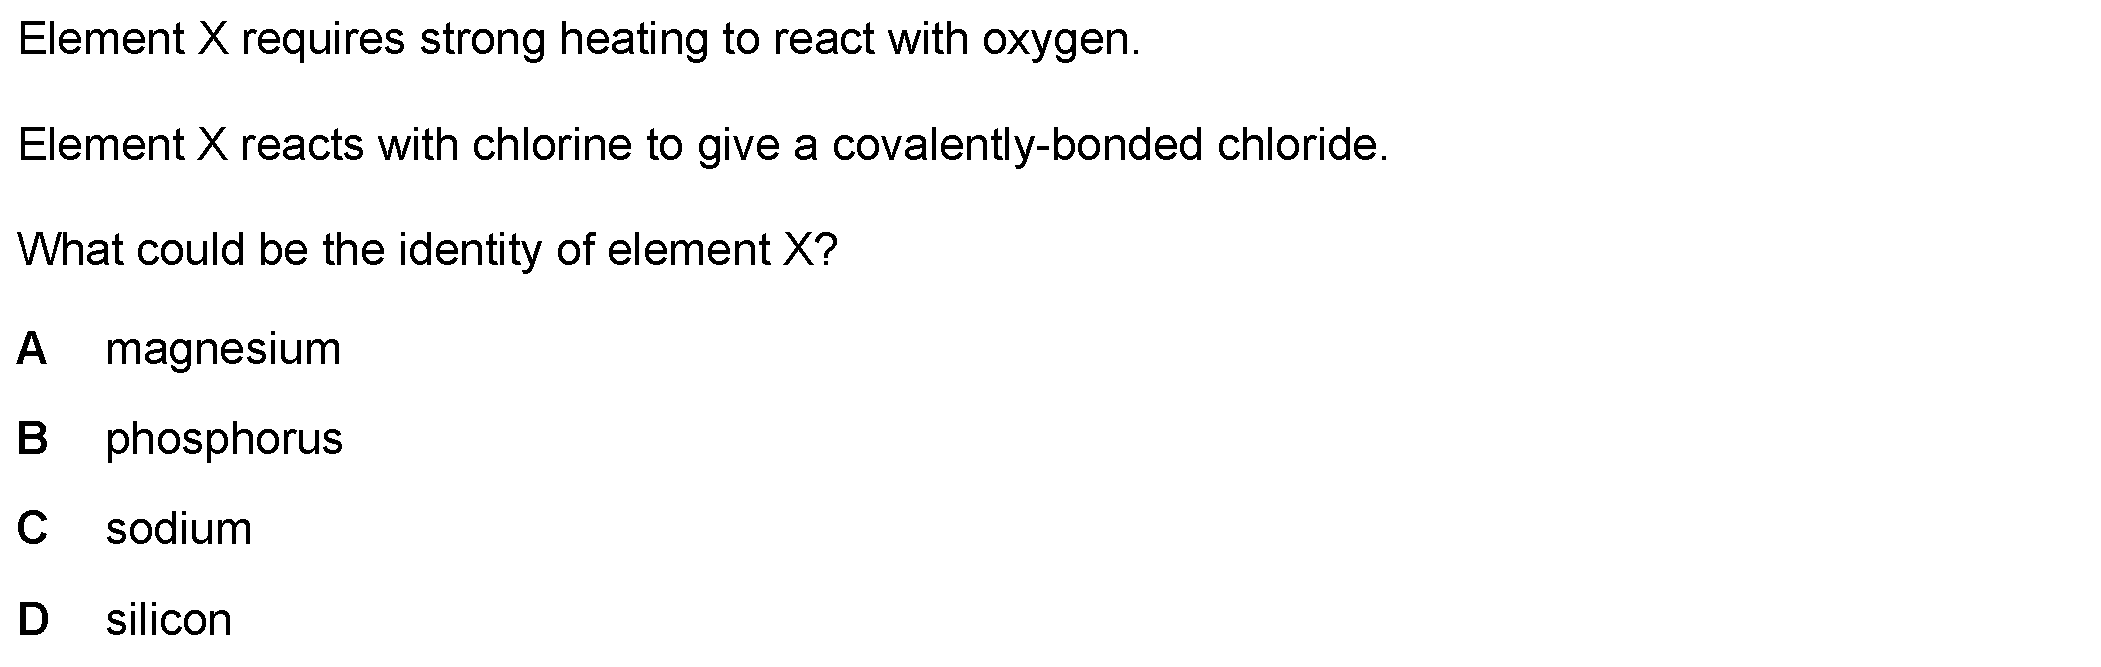 Element X requires strong heating to react with oxygen.
Element X reacts with chlorine to give a covalently-bonded chloride.
What could be the identity of element X?
A magnesium
B phosphorus
C sodium
D silicon